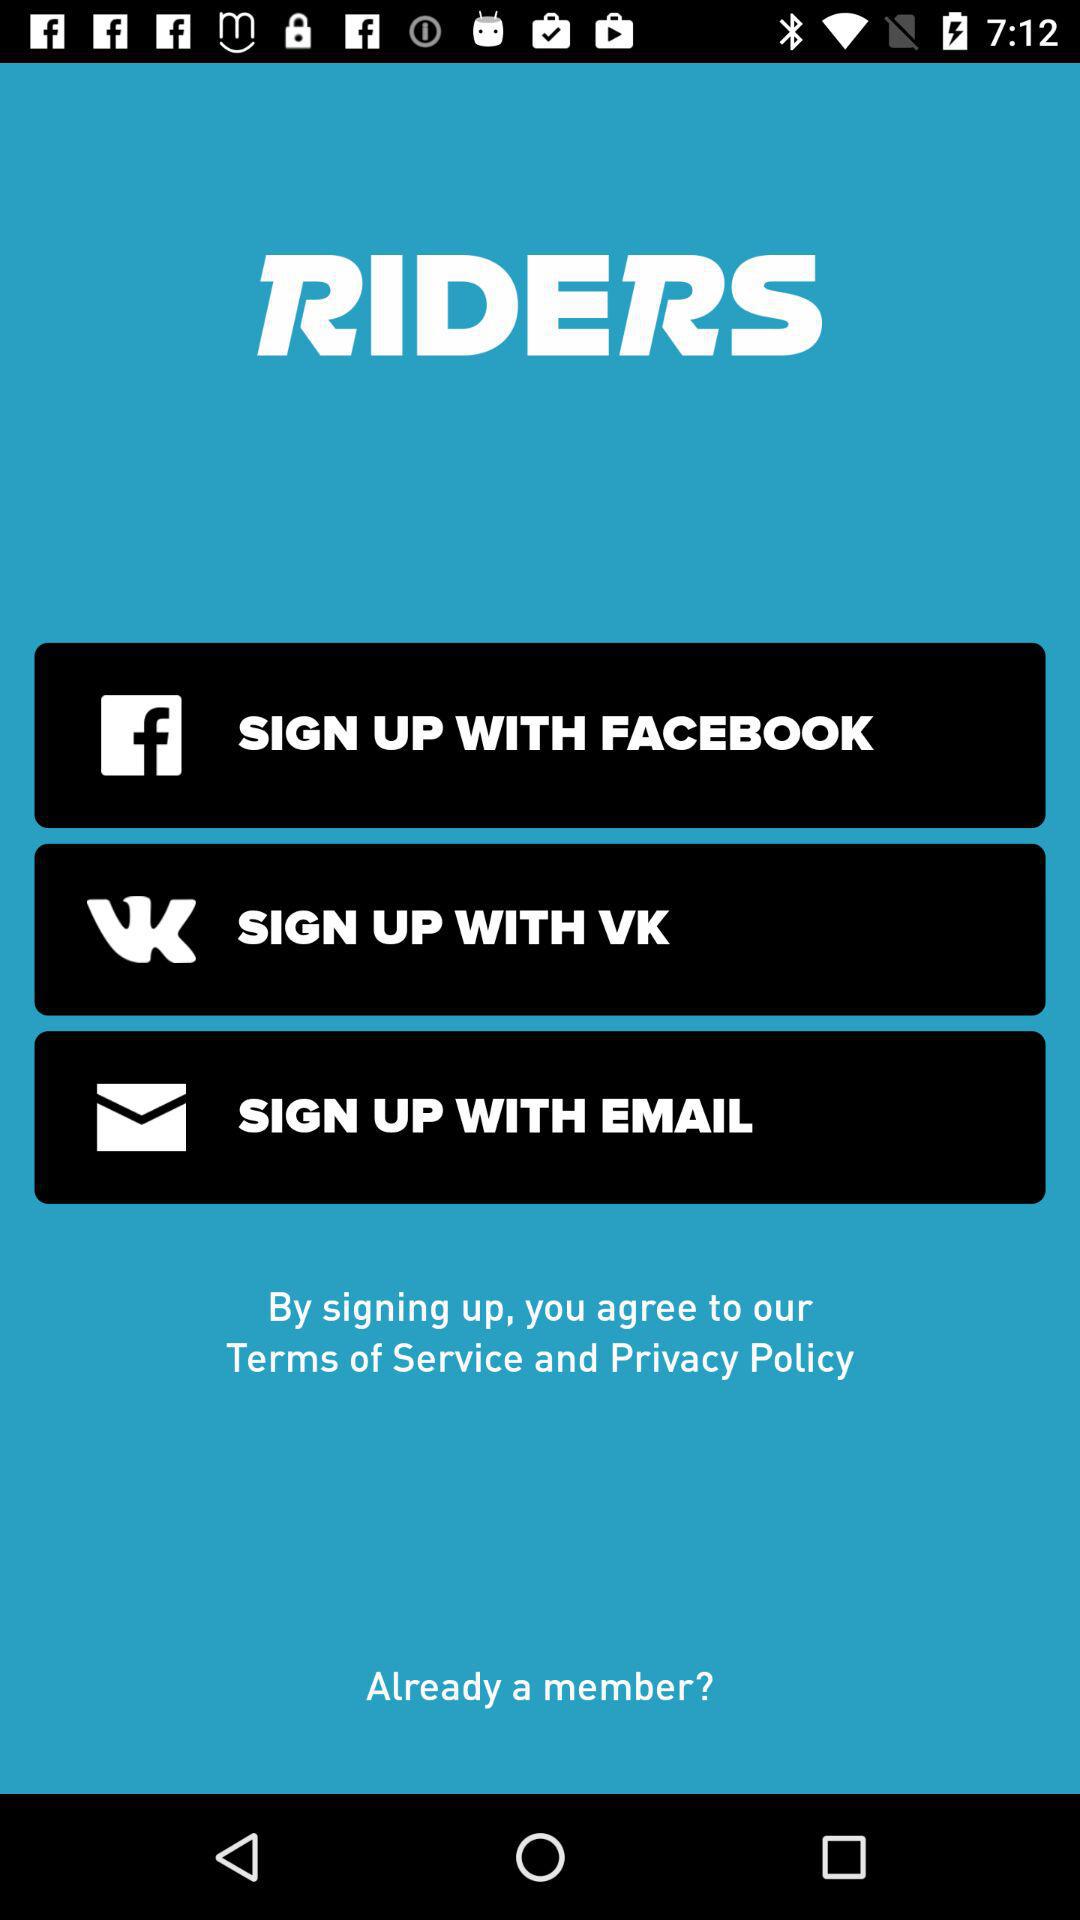 7:12
RIDERS
SIGN UP WITH FACEBOOK
SIGN UP WITH VK
SIGN UP WITH EMAIL
By signing up, you agree to our
Terms of Service and Privacy Policy
Already a member?